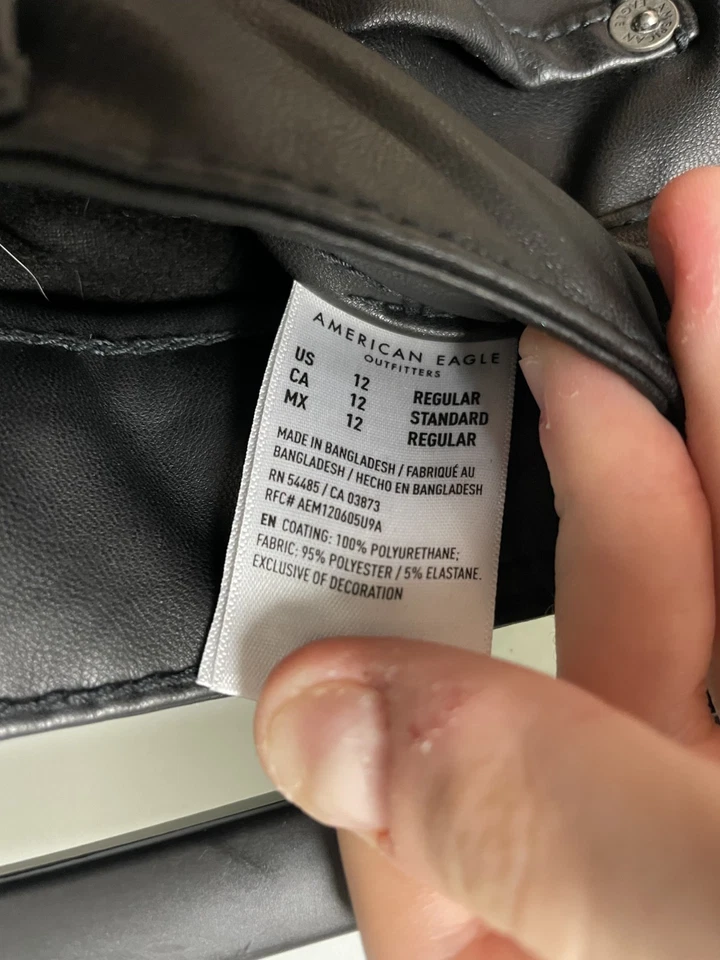 AMERICAN EAGLE
OUTFITTERS
US 12 REGULAR
CA 12 STANDARD
MX 12 REGULAR
MADE IN BANGLADESH / FABRIQUÉ AU
BANGLADESH / HECHO EN BANGLADESH
RN 54485 / CA 03873
RFC# AEM120605U9A
EN COATING: 100% POLYURETHANE;
FABRIC: 95% POLYESTER / 5% ELASTANE.
EXCLUSIVE OF DECORATION
AMERICAN EAGLE